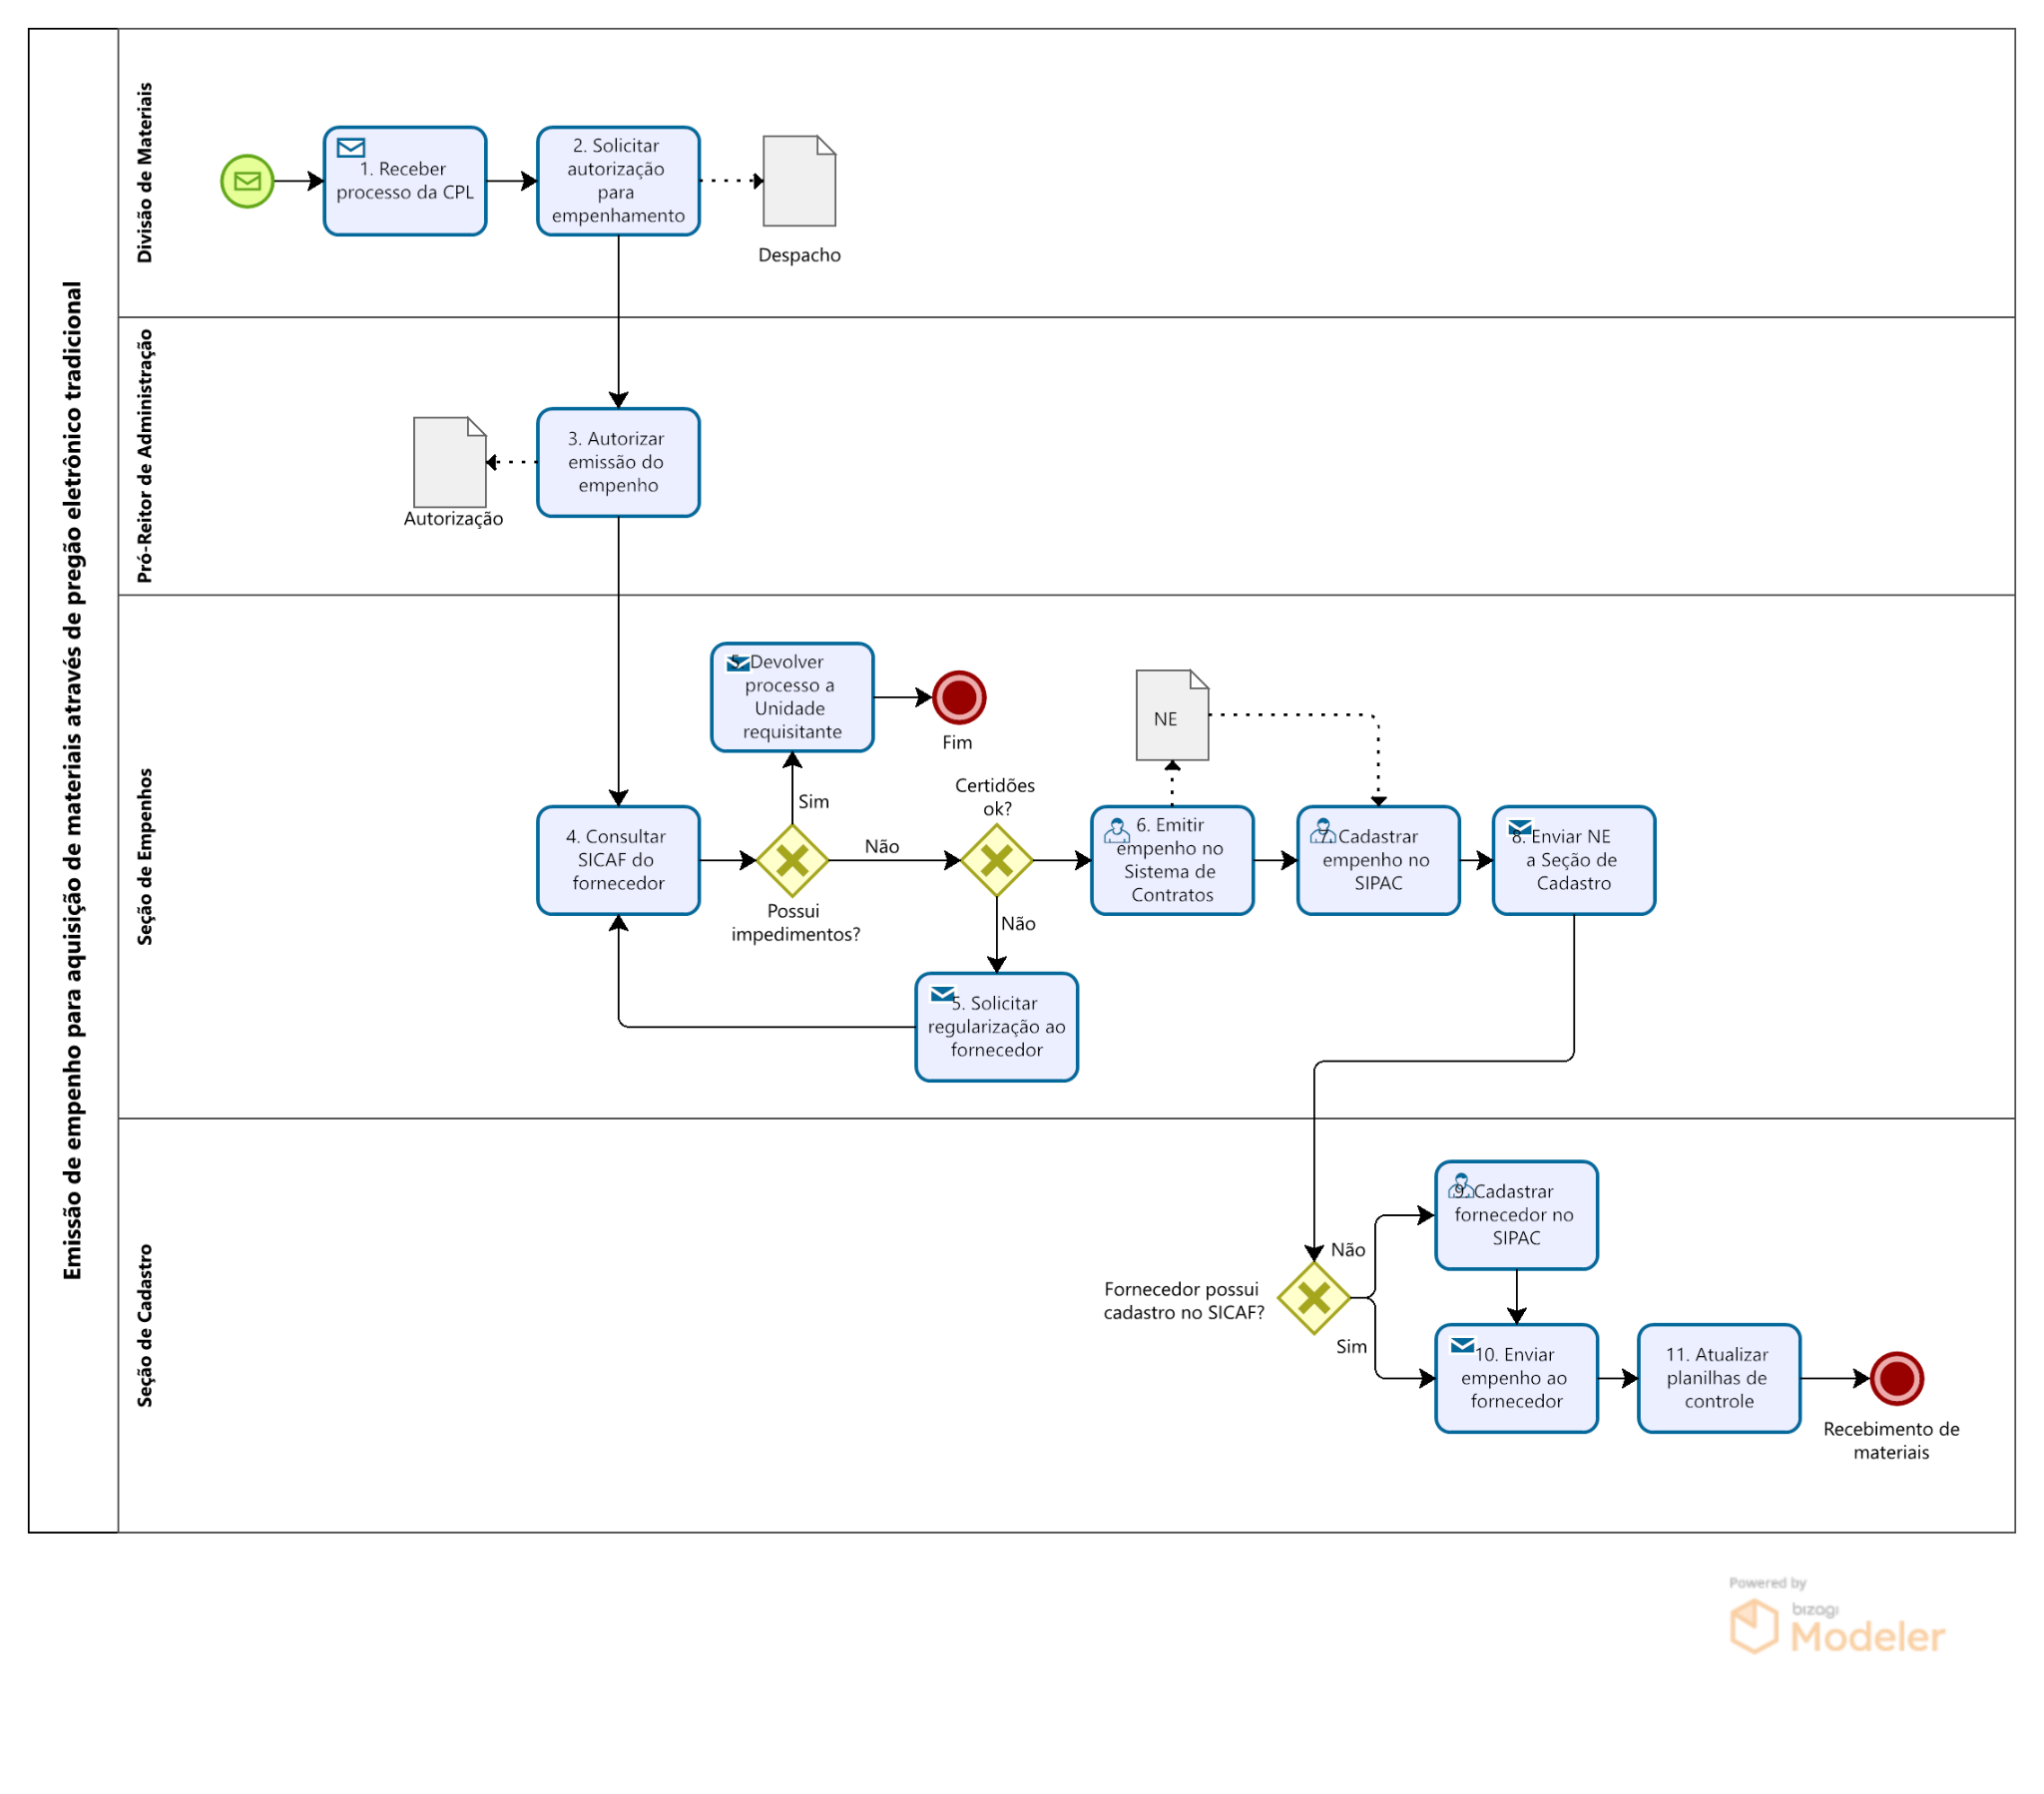 Emissão de empenho para aquisição de materiais através de pregão eletrônico tradicional
Divisão de Materiais
1. Receber
processo da CPL
2. Solicitar
autorização
para
empenhamento
Despacho
Pró-Reitor de Administração
3. Autorizar
emissão do
empenho
Autorização
Seção de Empenhos
5. Devolver
processo a
Unidade
requisitante
Fim
Sim
4. Consultar
SICAF do
fornecedor
Possui
impedimentos?
Não
Certidões
ok?
Não
5. Solicitar
regularização ao
fornecedor
NE
6. Emitir
empenho no
Sistema de
Contratos
7. Cadastrar
empenho no
SIPAC
8. Enviar NE
a Seção de
Cadastro
Seção de Cadastro
Fornecedor possui
cadastro no SICAF?
Não
Sim
9. Cadastrar
fornecedor no
SIPAC
10. Enviar
empenho ao
fornecedor
11. Atualizar
planilhas de
controle
Recebimento de
materiais
Powered by
bizagi
Modeler